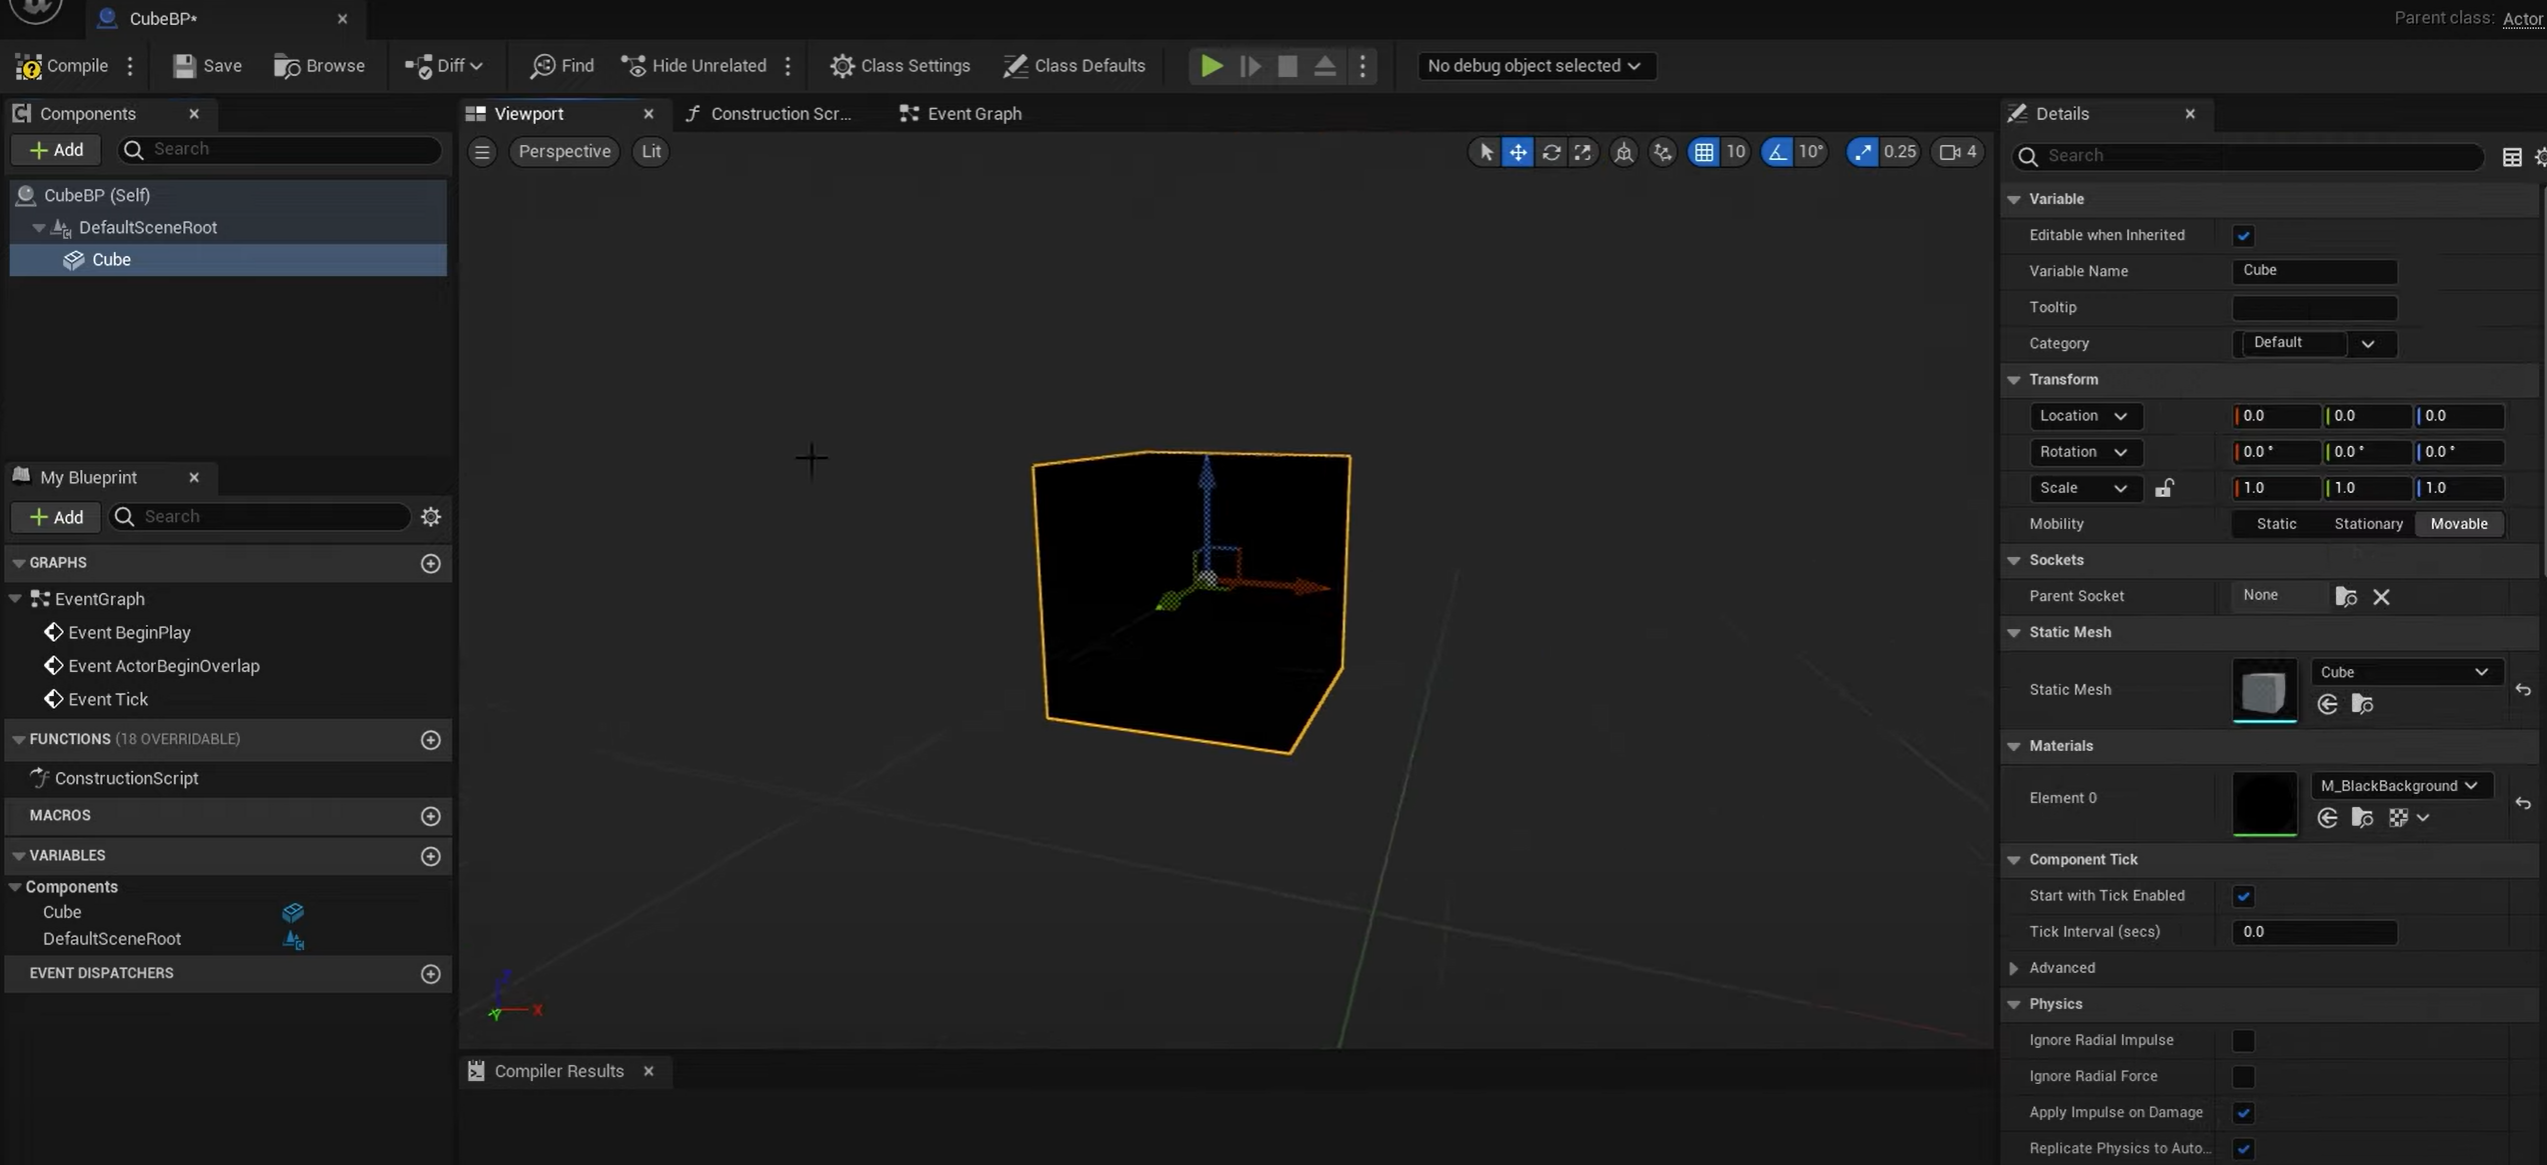 CubeBP*
Parent class: Actor
Compile
Save
Browse
Diff
Find
Hide Unrelated
Class Settings
Class Defaults
No debug object selected
Components
Add
Search
CubeBP (Self)
DefaultSceneRoot
Cube
My Blueprint
Add
Search
GRAPHS
EventGraph
Event BeginPlay
Event ActorBeginOverlap
Event Tick
FUNCTIONS (18 OVERRIDABLE)
ConstructionScript
MACROS
VARIABLES
Components
Cube
DefaultSceneRoot
EVENT DISPATCHERS
Viewport
Construction Scr...
Event Graph
Perspective
Lit
10
10°
0.25
4
X
Y
Compiler Results
Details
Search
Variable
Editable when Inherited
Variable Name Cube
Tooltip
Category Default
Transform
Location 0.0 0.0 0.0
Rotation 0.0 ° 0.0 ° 0.0 °
Scale 1.0 1.0 1.0
Mobility Static Stationary Movable
Sockets
Parent Socket None
Static Mesh
Static Mesh Cube
Materials
Element 0 M_BlackBackground
Component Tick
Start with Tick Enabled
Tick Interval (secs) 0.0
Advanced
Physics
Ignore Radial Impulse
Ignore Radial Force
Apply Impulse on Damage
Replicate Physics to Auto...